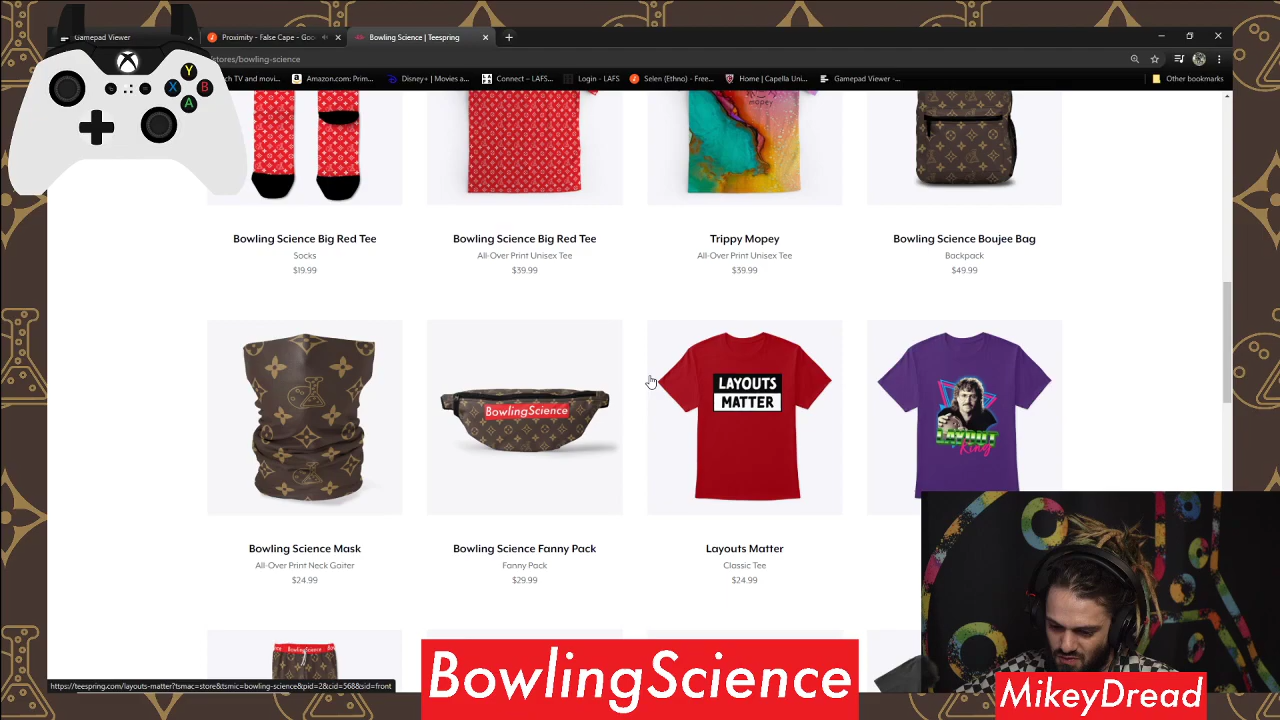 Gamepad Viewer
Proximity - False Cape - Goo
Bowling Science | Teespring
/stores/bowling-science
ch TV and movi...
Amazon.com: Prim...
Disney+ | Movies a...
Connect – LAFS...
Login - LAFS
Selen (Ethno) - Free...
Home | Capella Uni...
Gamepad Viewer -...
Other bookmarks
Y
X
B
A
mopey
Bowling Science Big Red Tee
Socks
$19.99
Bowling Science Big Red Tee
All-Over Print Unisex Tee
$39.99
Trippy Mopey
All-Over Print Unisex Tee
$39.99
Bowling Science Boujee Bag
Backpack
$49.99
BowlingScience
LAYOUTS
MATTER
LAYOUT
King
Bowling Science Mask
All-Over Print Neck Gaiter
$24.99
Bowling Science Fanny Pack
Fanny Pack
$29.99
Layouts Matter
Classic Tee
$24.99
BowlingScience
https://teespring.com/layouts-matter?tsmac=store&tsmic=bowling-science&pid=2&cid=568&sid=front
BowlingScience
MikeyDread